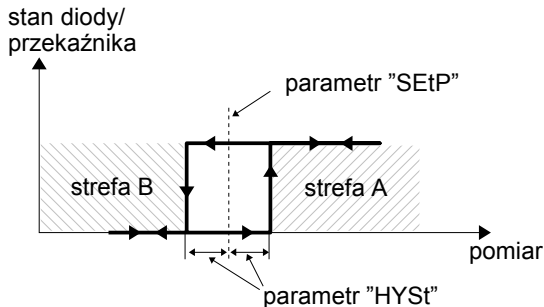 stan diody/
przekaźnika
parametr ”SEtP”
strefa B
strefa A
pomiar
parametr ”HYSt”